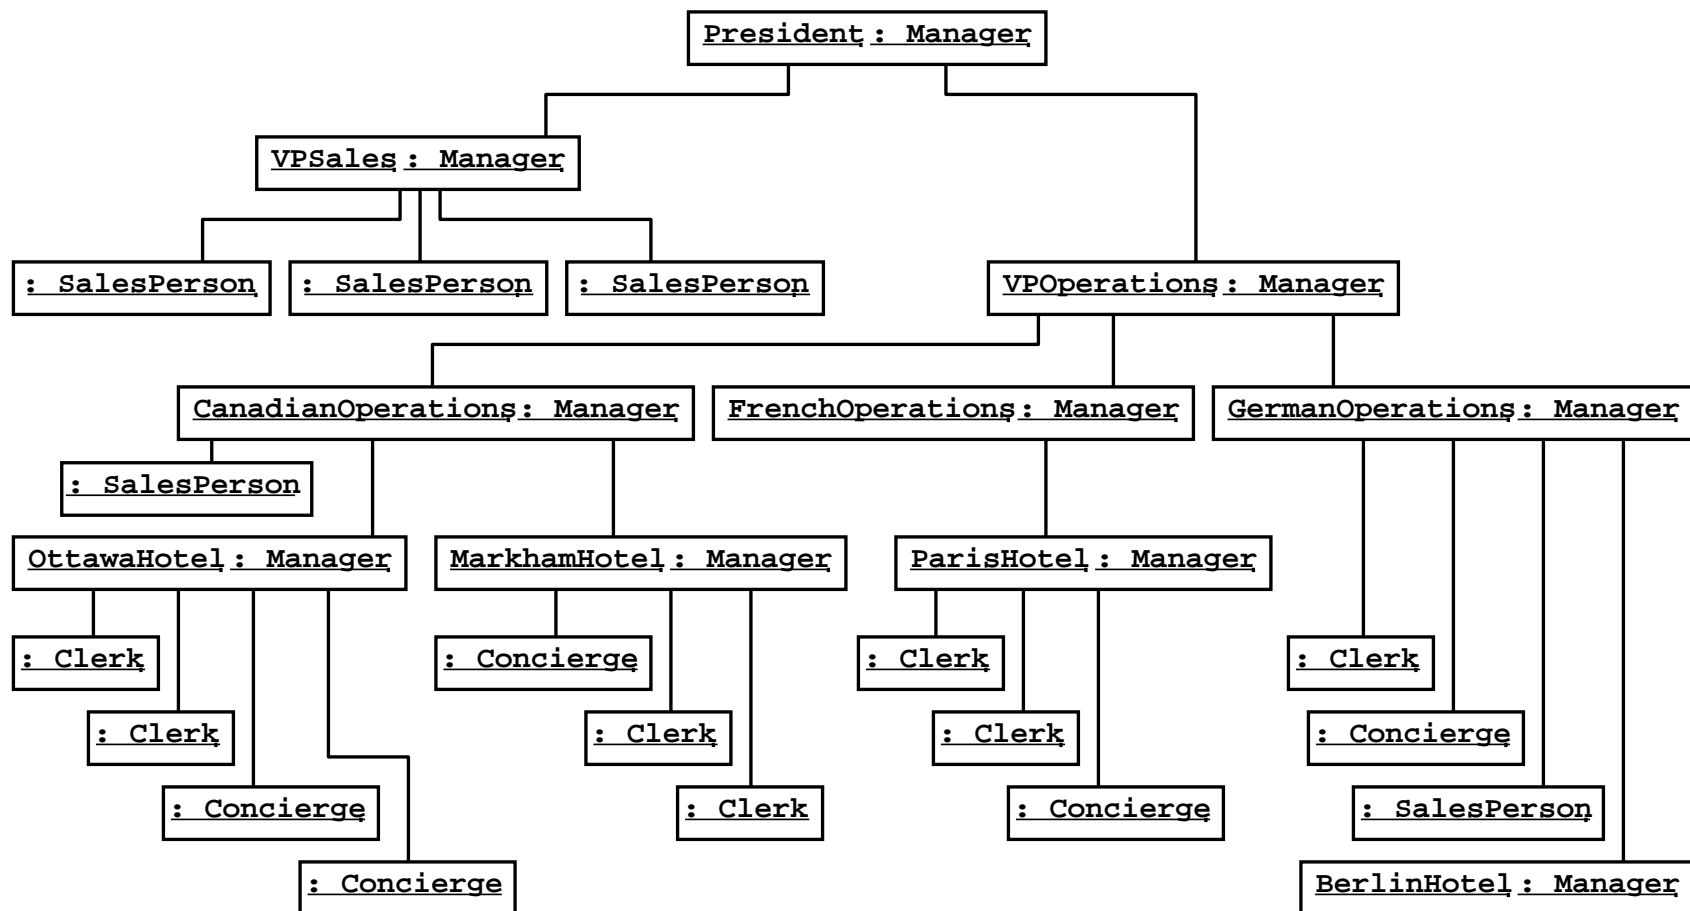 President : Manager
VPSales : Manager
: SalesPerson
: SalesPerson
: SalesPerson
VPOperations : Manager
CanadianOperations : Manager
FrenchOperations : Manager
GermanOperations : Manager
: SalesPerson
OttawaHotel : Manager
MarkhamHotel : Manager
ParisHotel : Manager
: Clerk
: Concierge
: Clerk
: Clerk
: Clerk
: Clerk
: Clerk
: Concierge
: Concierge
: Clerk
: Concierge
: SalesPerson
: Concierge
BerlinHotel : Manager